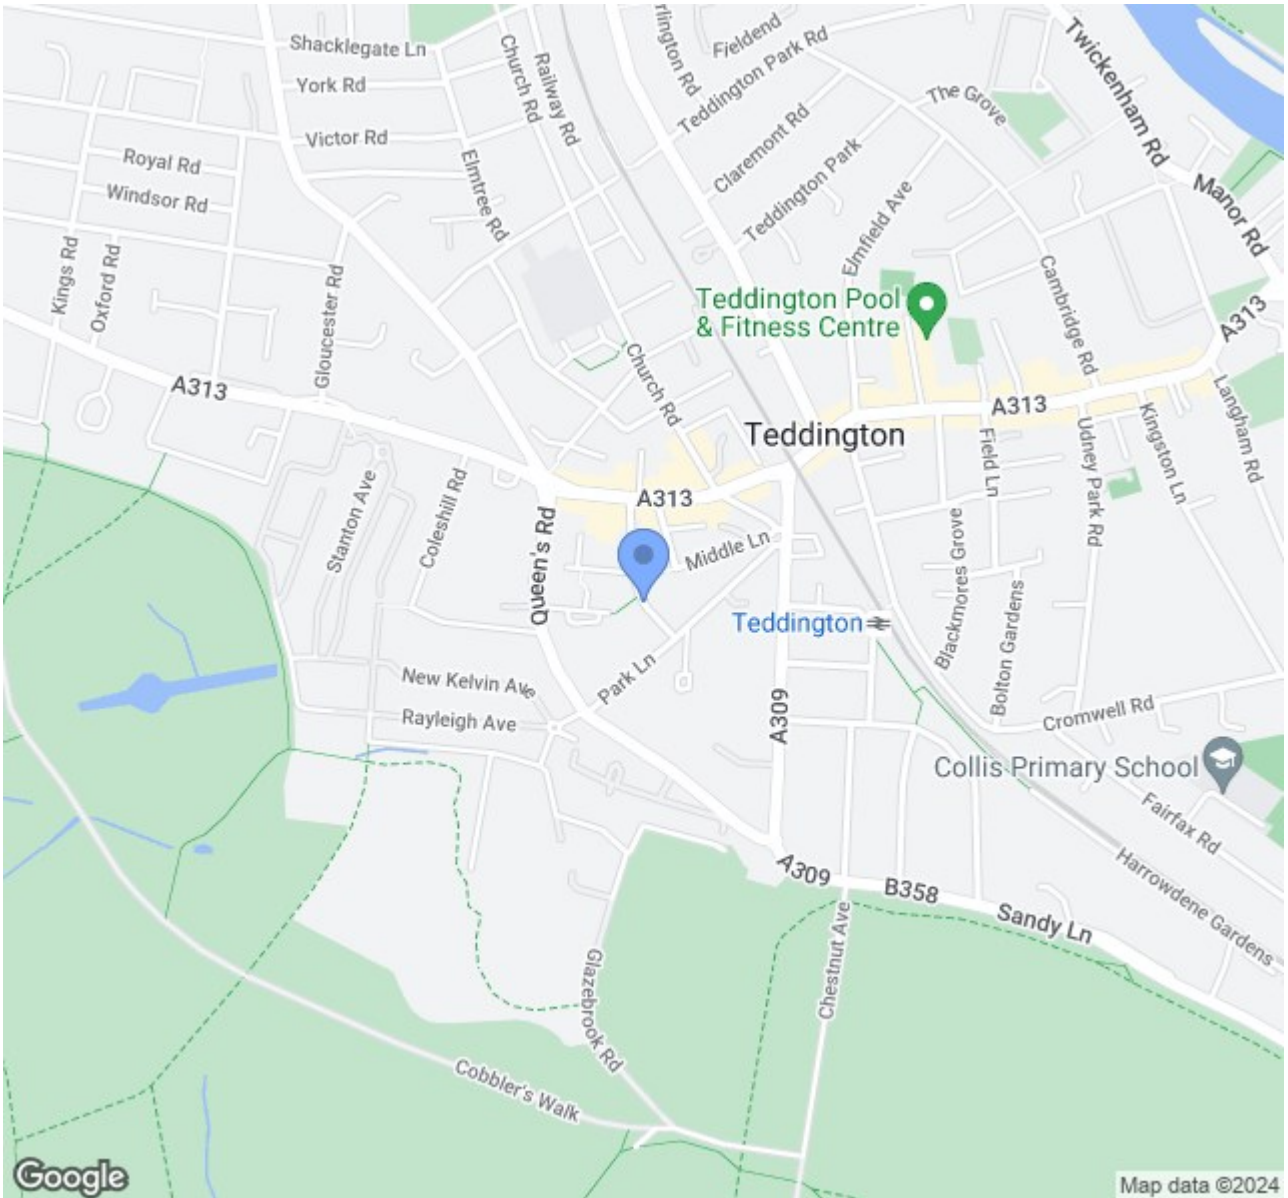 Shacklegate Ln
York Rd
Victor Rd
Royal Rd
Windsor Rd
Kings Rd
Oxford Rd
Gloucester Rd
Elmtree Rd
Church Rd
Railway Rd
Fieldend
Teddington Park Rd
Claremont Rd
Teddington Park
The Grove
Elmfield Ave
Twickenham Rd
Manor Rd
A313
Cambridge Rd
Teddington Pool
& Fitness Centre
Church Rd
A313
A313
Teddington
Langham Rd
Kingston Ln
Udney Park Rd
Field Ln
A313
Stanton Ave
Coleshill Rd
Queen's Rd
Middle Ln
Blackmores Grove
Bolton Gardens
Teddington
New Kelvin Ave
Park Ln
Rayleigh Ave
A309
Cromwell Rd
Collis Primary School
Fairfax Rd
Harrowdene Gardens
A309
B358
Sandy Ln
Chestnut Ave
Glazebrook Rd
Cobbler's Walk
Google
Map data ©2024